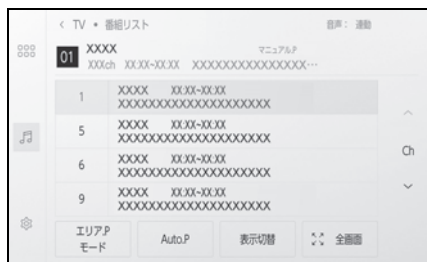 < TV • 番組リスト 音声： 連動
01 XXXX マニュアルP
XXXch XX:XX~XX:XX XXXXXXXXXXXXXXX…
1 XXXX XX:XX~XX:XX
XXXXXXXXXXXXXXXXXXXXX
5 XXXX XX:XX~XX:XX
XXXXXXXXXXXXXXXXXXXXX
6 XXXX XX:XX~XX:XX
XXXXXXXXXXXXXXXXXXXXX
9 XXXX XX:XX~XX:XX
XXXXXXXXXXXXXXXXXXXXX
Ch
エリア.P
モード
Auto.P
表示切替
全画面